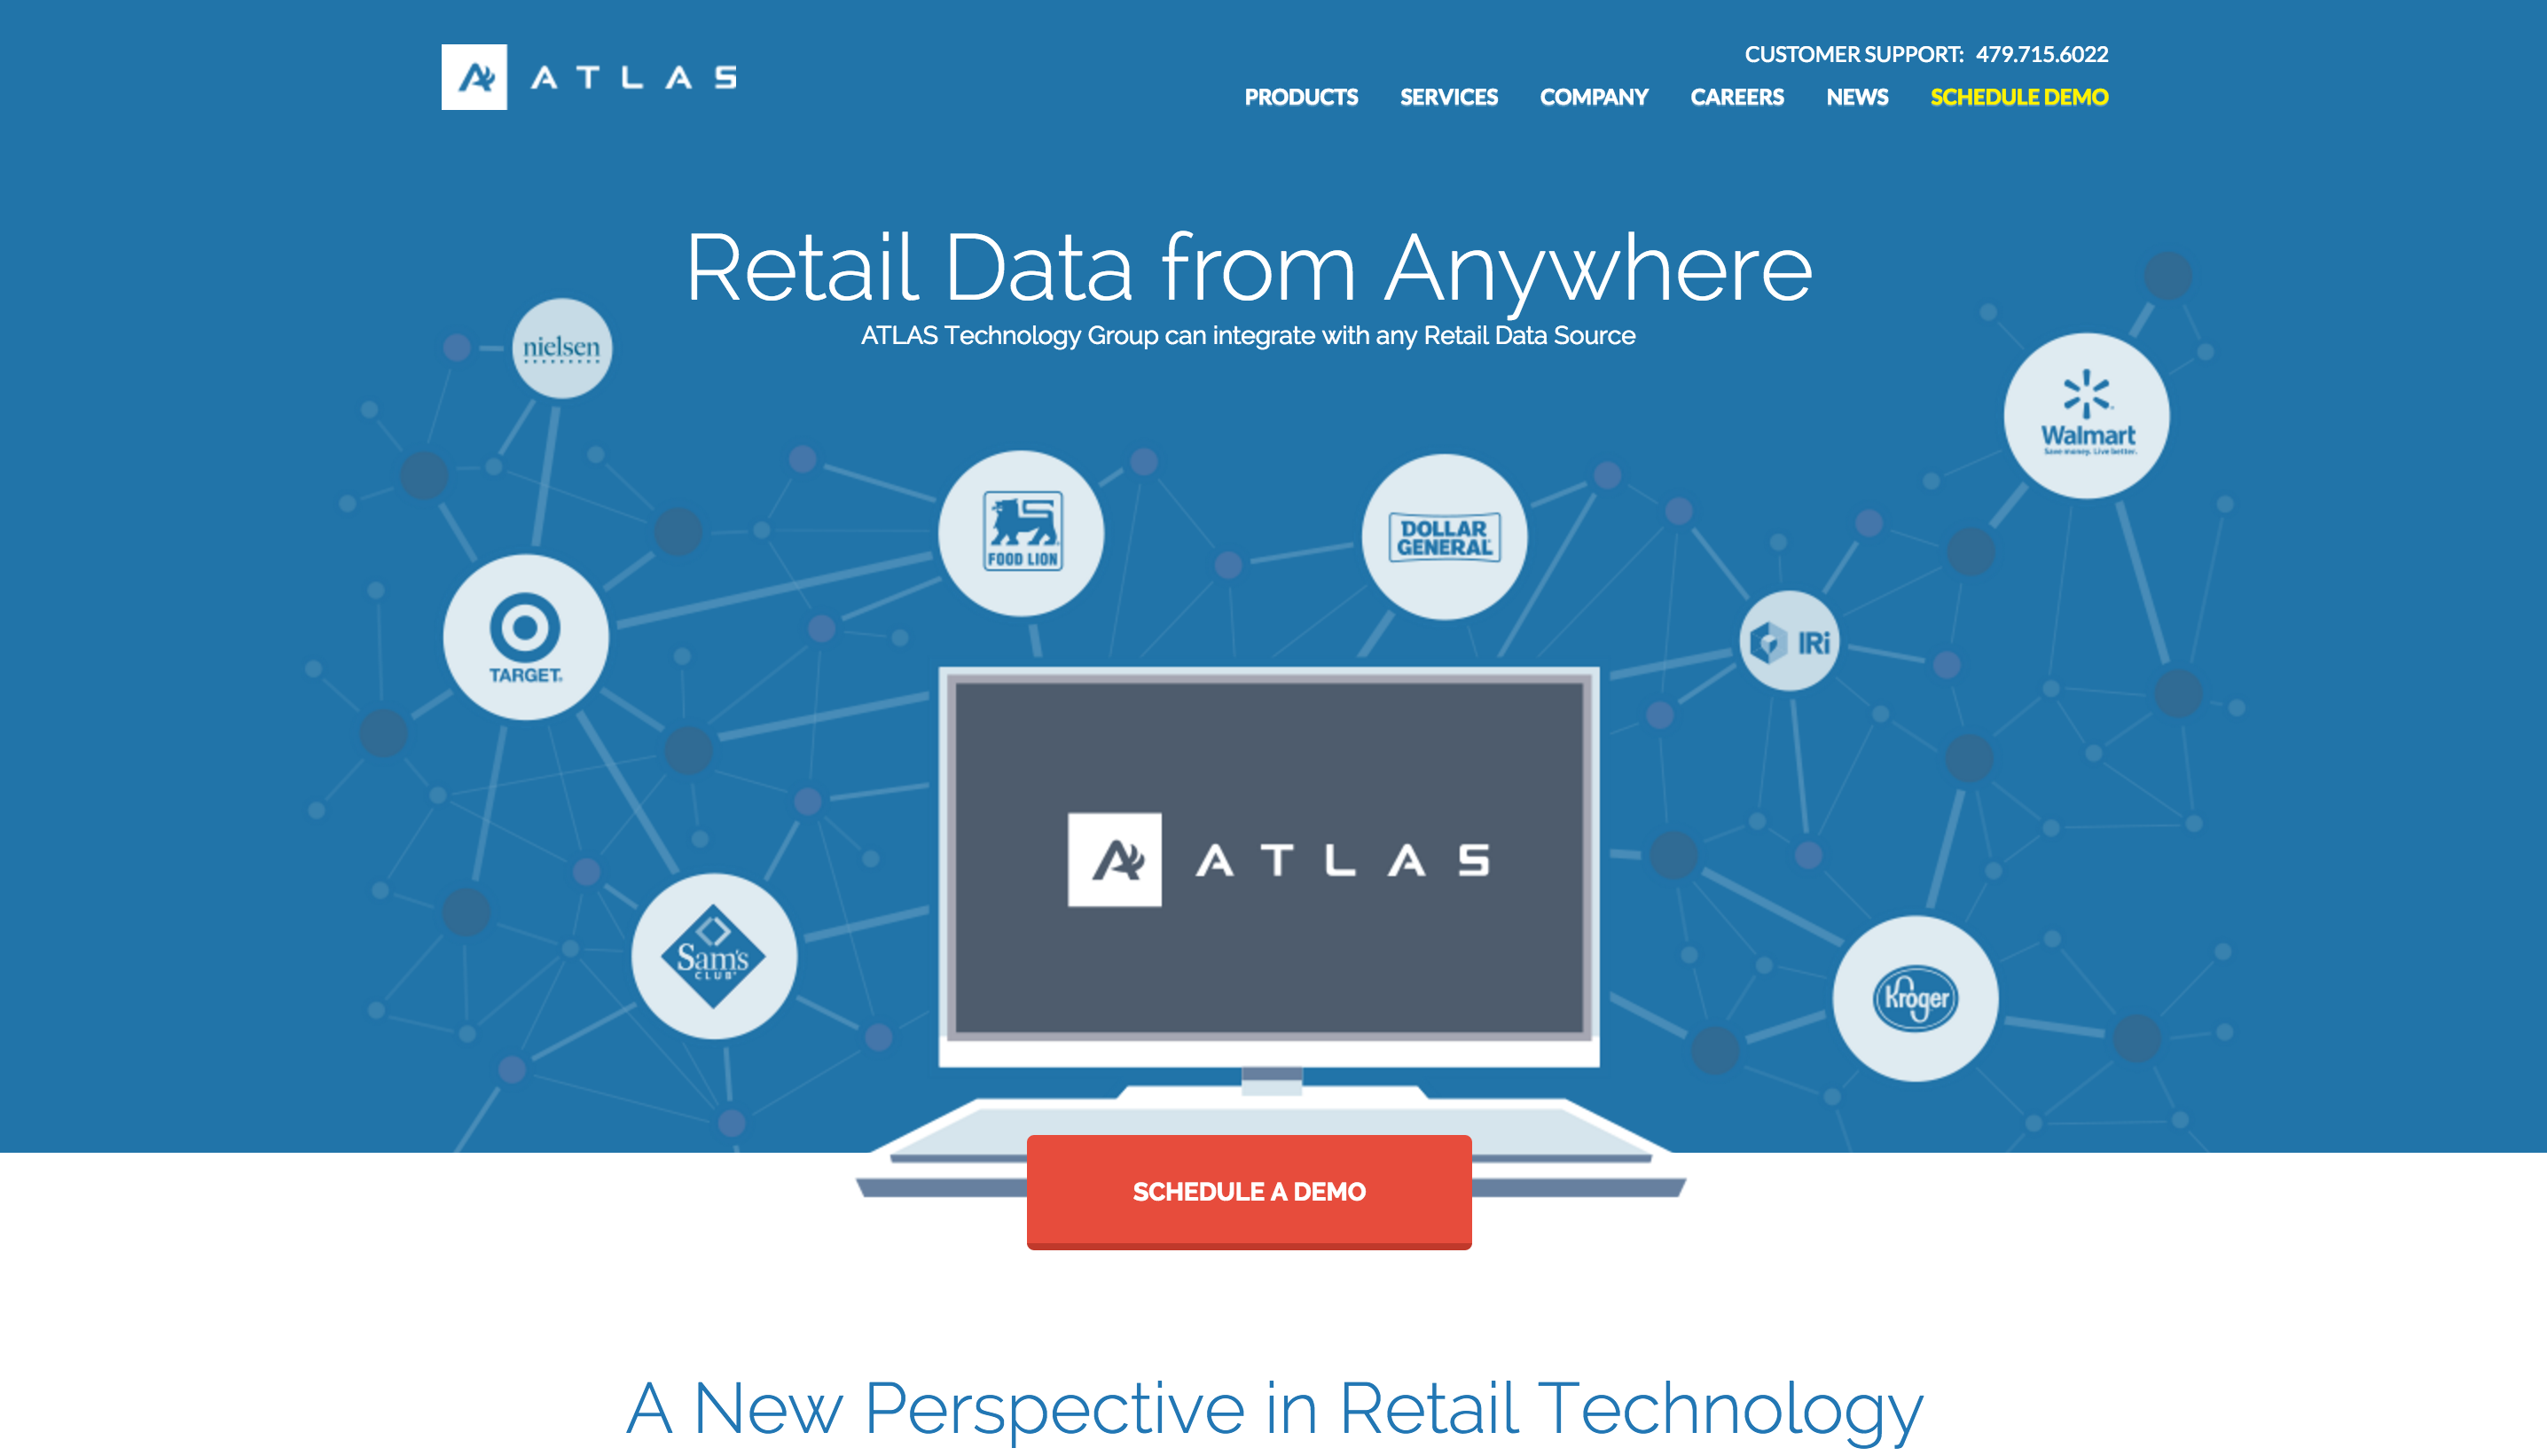 ATLAS
CUSTOMER SUPPORT: 479.715.6022
PRODUCTS SERVICES COMPANY CAREERS NEWS SCHEDULE DEMO
Retail Data from Anywhere
ATLAS Technology Group can integrate with any Retail Data Source
nielsen
Walmart
Save money. Live better.
FOOD LION
DOLLAR
GENERAL
TARGET
IRi
ATLAS
Sam's
CLUB
Kroger
SCHEDULE A DEMO
A New Perspective in Retail Technology